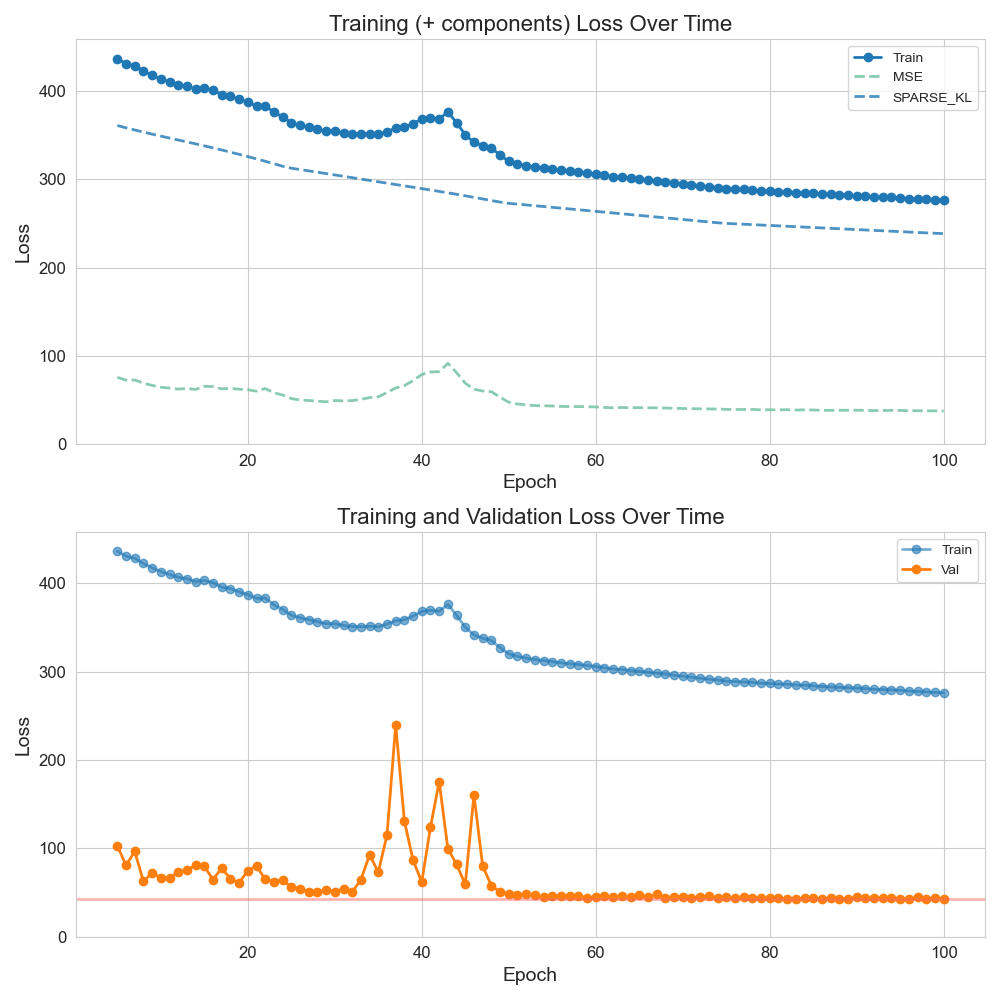 Training (+ components) Loss Over Time
Train
MSE
SPARSE_KL
400
300
200
100
0
Loss
20 40 60 80 100
Epoch
Training and Validation Loss Over Time
Train
Val
400
300
200
100
0
Loss
20 40 60 80 100
Epoch